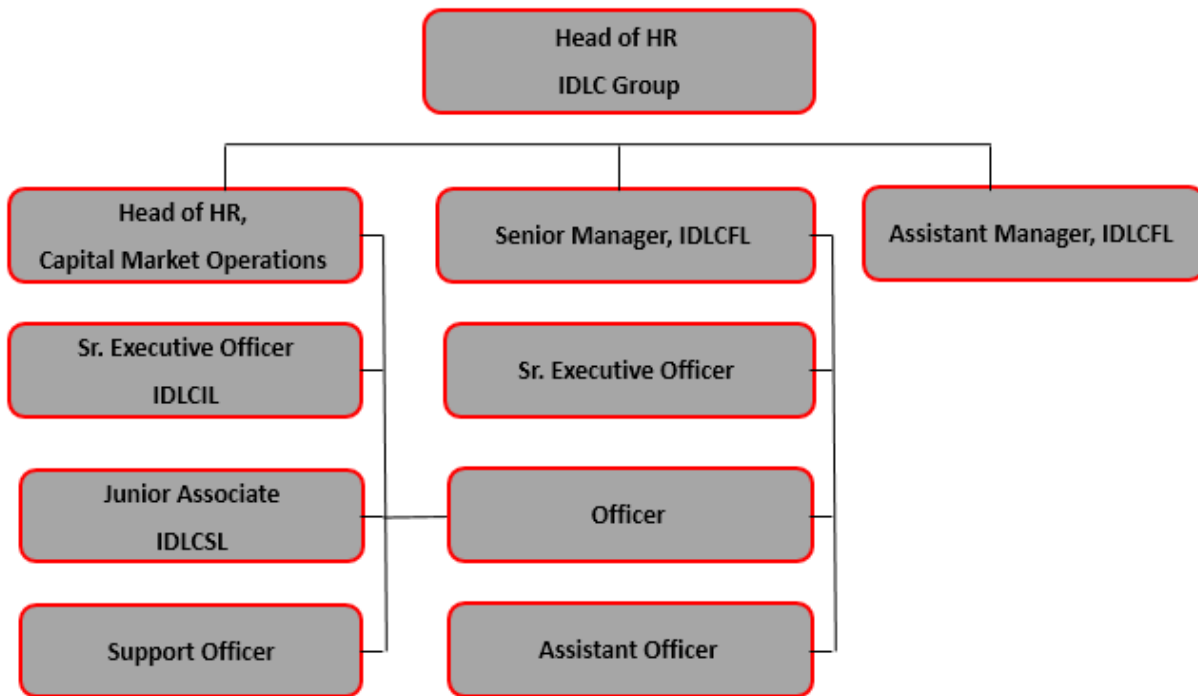 Head of HR
IDLC Group
Head of HR,
Capital Market Operations
Senior Manager, IDLCFL
Assistant Manager, IDLCFL
Sr. Executive Officer
IDLCIL
Sr. Executive Officer
Junior Associate
IDLCSL
Officer
Support Officer
Assistant Officer